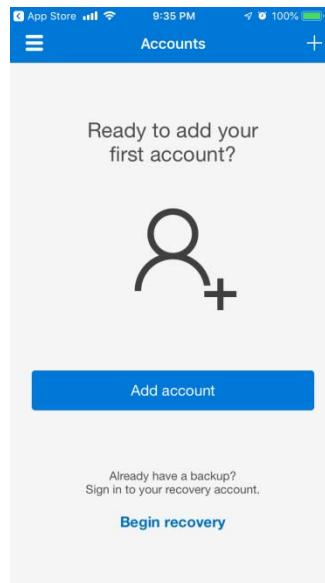 App Store 9:35 PM 100%
Accounts
Ready to add your
first account?
Add account
Already have a backup?
Sign in to your recovery account.
Begin recovery